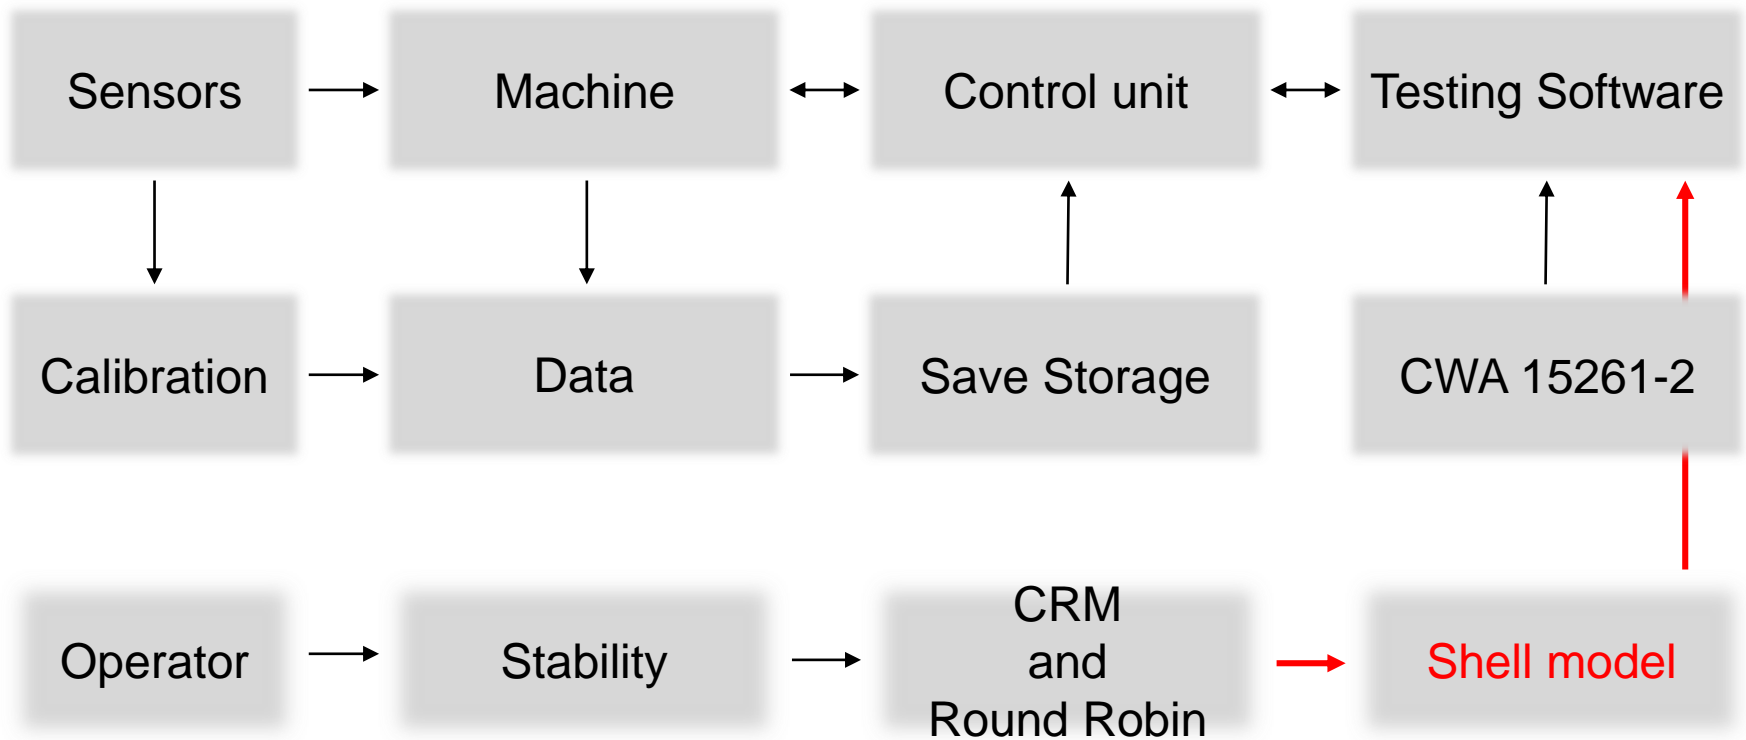 Sensors
Machine
Control unit
Testing Software
Calibration
Data
Save Storage
CWA 15261-2
Operator
Stability
CRM
and
Round Robin
Shell model